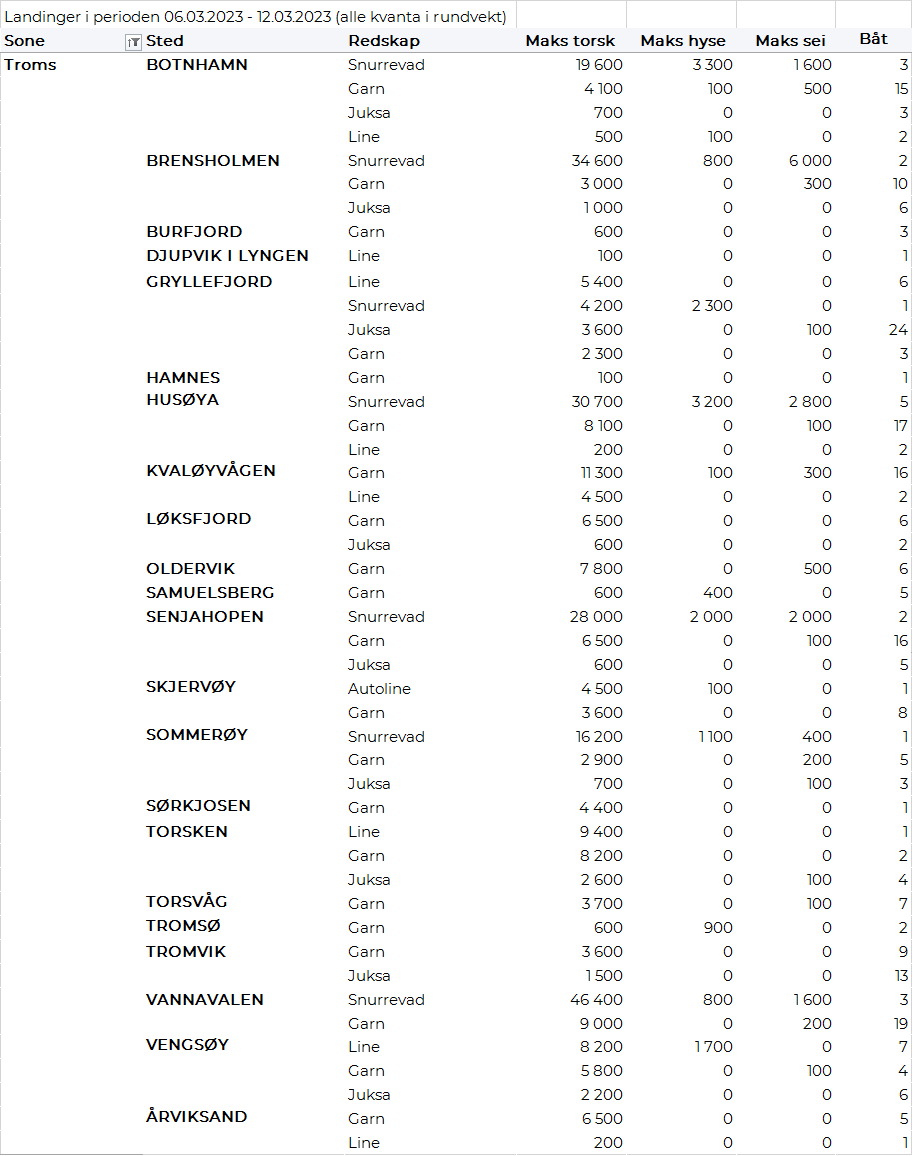 Landinger i perioden 06.03.2023 - 12.03.2023 (alle kvanta i rundvekt)
Sone Sted Redskap Maks torsk Maks hyse Maks sei Båt
Troms BOTNHAMN Snurrevad 19 600 3 300 1 600 3
Garn 4 100 100 500 15
Juksa 700 0 0 3
Line 500 100 0 2
BRENSHOLMEN Snurrevad 34 600 800 6 000 2
Garn 3 000 0 300 10
Juksa 1 000 0 0 6
BURFJORD Garn 600 0 0 3
DJUPVIK I LYNGEN Line 100 0 0 1
GRYLLEFJORD Line 5 400 0 0 6
Snurrevad 4 200 2 300 0 1
Juksa 3 600 0 100 24
Garn 2 300 0 0 3
HAMNES Garn 100 0 0 1
HUSØYA Snurrevad 30 700 3 200 2 800 5
Garn 8 100 0 100 17
Line 200 0 0 2
KVALØYVÅGEN Garn 11 300 100 300 16
Line 4 500 0 0 2
LØKSFJORD Garn 6 500 0 0 6
Juksa 600 0 0 2
OLDERVIK Garn 7 800 0 500 6
SAMUELSBERG Garn 600 400 0 5
SENJAHOPEN Snurrevad 28 000 2 000 2 000 2
Garn 6 500 0 100 16
Juksa 600 0 0 5
SKJERVØY Autoline 4 500 100 0 1
Garn 3 600 0 0 8
SOMMERØY Snurrevad 16 200 1 100 400 1
Garn 2 900 0 200 5
Juksa 700 0 100 3
SØRKJOSEN Garn 4 400 0 0 1
TORSKEN Line 9 400 0 0 1
Garn 8 200 0 0 2
Juksa 2 600 0 100 4
TORSVÅG Garn 3 700 0 100 7
TROMSØ Garn 600 900 0 2
TROMVIK Garn 3 600 0 0 9
Juksa 1 500 0 0 13
VANNAVALEN Snurrevad 46 400 800 1 600 3
Garn 9 000 0 200 19
VENGSØY Line 8 200 1 700 0 7
Garn 5 800 0 100 4
Juksa 2 200 0 0 6
ÅRVIKSAND Garn 6 500 0 0 5
Line 200 0 0 1